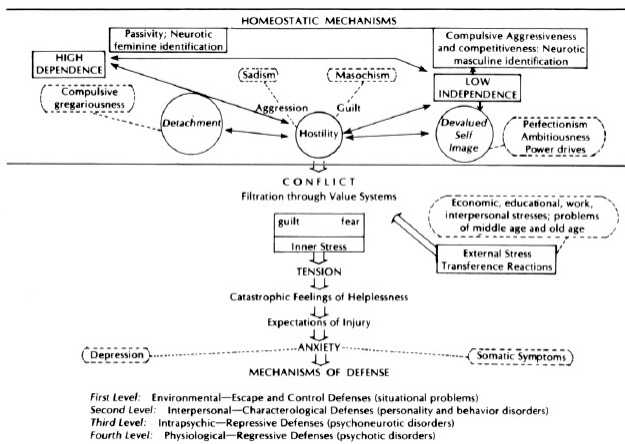 HOMEOSTATIC MECHANISMS
Passivity; Neurotic
feminine identification
Compulsive Aggressiveness
and competitiveness: Neurotic
masculine identification
HIGH
DEPENDENCE
Sadism
Masochism
LOW
INDEPENDENCE
Compulsive
gregariousness
Aggression
Guilt
Detachment
Hostility
Devalued
Self
Image
Perfectionism
Ambitiousness
Power drives
CONFLICT
Filtration through Value Systems
guilt fear
Inner Stress
Economic, educational, work,
interpersonal stresses; problems
of middle age and old age
External Stress
Transference Reactions
TENSION
Catastrophic Feelings of Helplessness
Expectations of Injury
ANXIETY
Depression
Somatic Symptoms
MECHANISMS OF DEFENSE
First Level: Environmental—Escape and Control Defenses (situational problems)
Second Level: Interpersonal—Characterological Defenses (personality and behavior disorders)
Third Level: Intrapsychic—Repressive Defenses (psychoneurotic disorders)
Fourth Level: Physiological—Regressive Defenses (psychotic disorders)